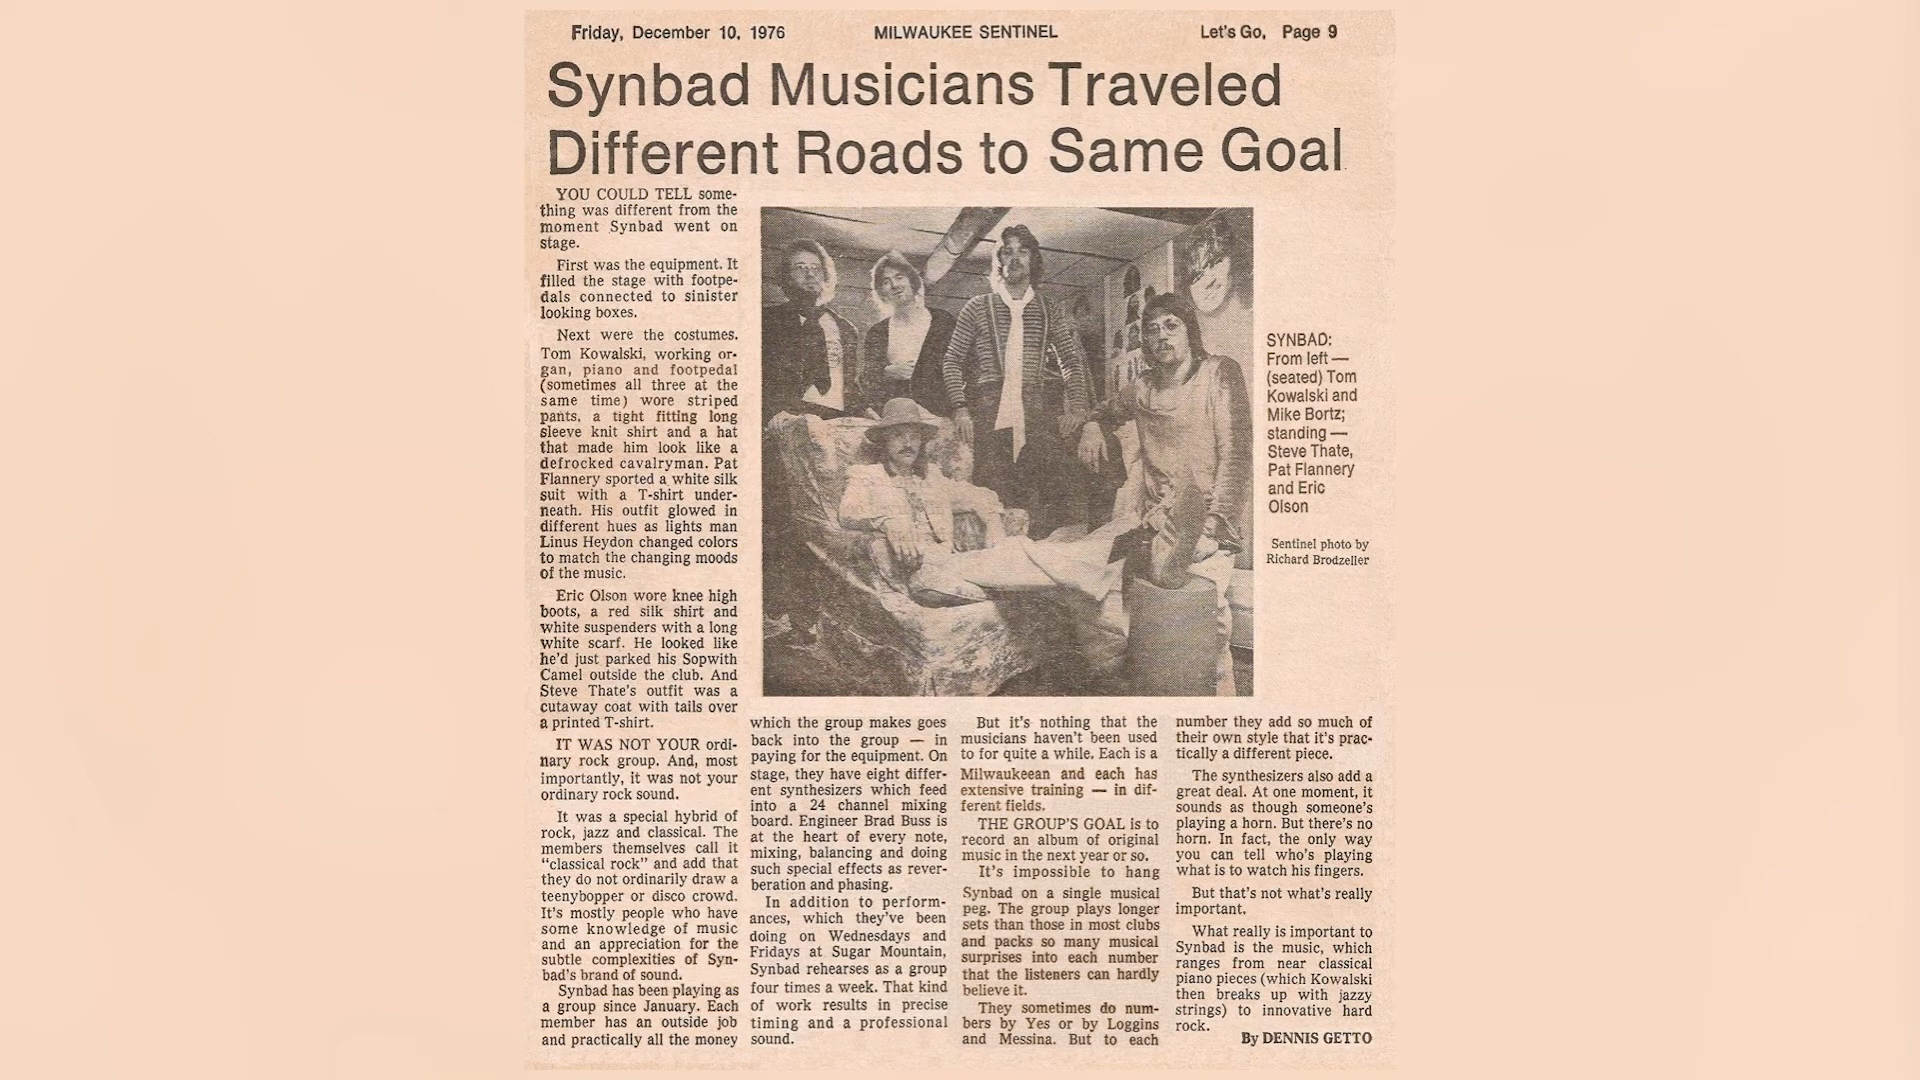 Friday, December 10, 1976 MILWAUKEE SENTINEL Let's Go, Page 9
Synbad Musicians Traveled
Different Roads to Same Goal
YOU COULD TELL some-
thing was different from the
moment Synbad went on
stage.
First was the equipment. It
filled the stage with footpe-
dals connected to sinister
looking boxes.
Next were the costumes.
Tom Kowalski, working or-
gan, piano and footpedal
(sometimes all three at the
same time) wore striped
pants, a tight fitting long
sleeve knit shirt and a hat
that made him look like a
defrocked cavalryman. Pat
Flannery sported a white silk
suit with a T-shirt under-
neath. His outfit glowed in
different hues as lights man
Linus Heydon changed colors
to match the changing moods
of the music.
Eric Olson wore knee high
boots, a red silk shirt and
white suspenders with a long
white scarf. He looked like
he'd just parked his Sopwith
Camel outside the club. And
Steve Thate's outfit was a
cutaway coat with tails over
a printed T-shirt.
IT WAS NOT YOUR ordi-
nary rock group. And, most
importantly, it was not your
ordinary rock sound.
It was a special hybrid of
rock, jazz and classical. The
members themselves call it
"classical rock" and add that
they do not ordinarily draw a
teenybopper or disco crowd.
It's mostly people who have
some knowledge of music
and an appreciation for the
subtle complexities of Syn-
bad's brand of sound.
Synbad has been playing as
a group since January. Each
member has an outside job
and practically all the money
which the group makes goes
back into the group — in
paying for the equipment. On
stage, they have eight differ-
ent synthesizers which feed
into a 24 channel mixing
board. Engineer Brad Buss is
at the heart of every note,
mixing, balancing and doing
such special effects as rever-
beration and phasing.
In addition to perform-
ances, which they've been
doing on Wednesdays and
Fridays at Sugar Mountain,
Synbad rehearses as a group
four times a week. That kind
of work results in precise
timing and a professional
sound.
But it's nothing that the
musicians haven't been used
to for quite a while. Each is a
Milwaukeean and each has
extensive training — in dif-
ferent fields.
THE GROUP'S GOAL is to
record an album of original
music in the next year or so.
It's impossible to hang
Synbad on a single musical
peg. The group plays longer
sets than those in most clubs
and packs so many musical
surprises into each number
that the listeners can hardly
believe it.
They sometimes do num-
bers by Yes or by Loggins
and Messina. But to each
number they add so much of
their own style that it's prac-
tically a different piece.
The synthesizers also add a
great deal. At one moment, it
sounds as though someone's
playing a horn. But there's no
horn. In fact, the only way
you can tell who's playing
what is to watch his fingers.
But that's not what's really
important.
What really is important to
Synbad is the music, which
ranges from near classical
piano pieces (which Kowalski
then breaks up with jazzy
strings) to innovative hard
rock.
By DENNIS GETTO
SYNBAD:
From left —
(seated) Tom
Kowalski and
Mike Bortz;
standing —
Steve Thate,
Pat Flannery
and Eric
Olson
Sentinel photo by
Richard Brodzeller